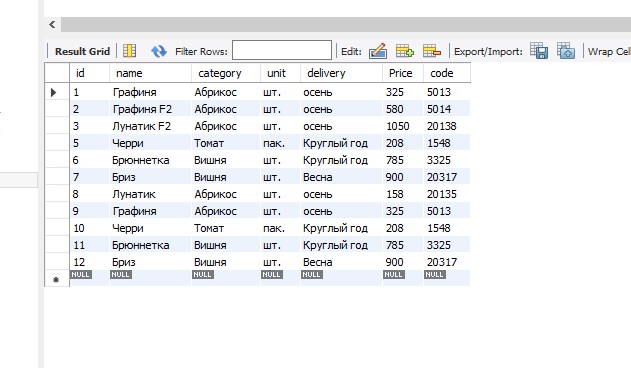 Result Grid Filter Rows: Edit: Export/Import: Wrap Cel
id name category unit delivery Price code
1 Графиня Абрикос шт. осень 325 5013
2 Графиня F2 Абрикос шт. осень 580 5014
3 Лунатик F2 Абрикос шт. осень 1050 20138
5 Черри Томат пак. Круглый год 208 1548
6 Брюннетка Вишня шт. Круглый год 785 3325
7 Бриз Вишня шт. Весна 900 20317
8 Лунатик Абрикос шт. осень 158 20135
9 Графиня Абрикос шт. осень 325 5013
10 Черри Томат пак. Круглый год 208 1548
11 Брюннетка Вишня шт. Круглый год 785 3325
12 Бриз Вишня шт. Весна 900 20317
NULL NULL NULL NULL NULL NULL NULL